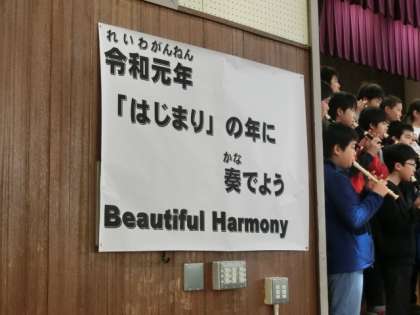 れいわがんねん
令和元年
「はじまり」の年に
かな
奏でよう
Beautiful Harmony